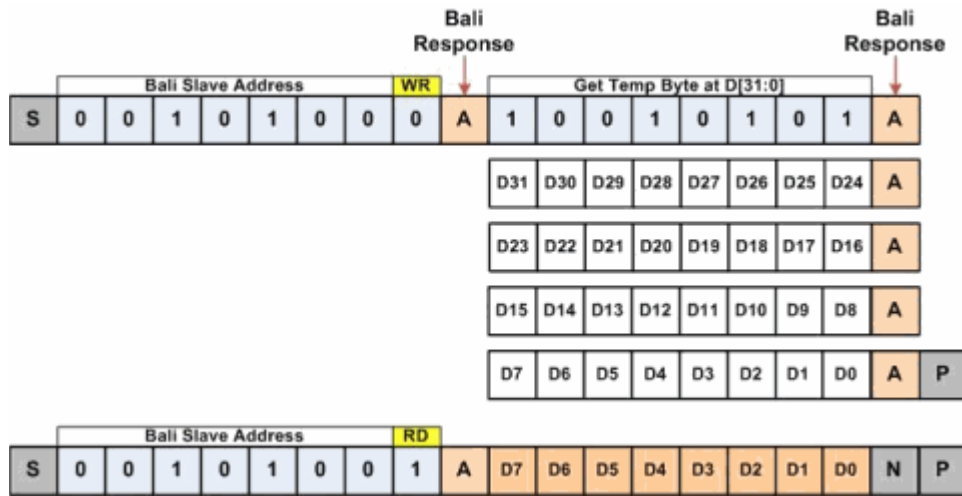 Bali Response Bali Response
Bali Slave Address WR Get Temp Byte at D[31:0]
S 0 0 1 0 1 0 0 0 A 1 0 0 1 0 1 0 1 A
D31 D30 D29 D28 D27 D26 D25 D24 A
D23 D22 D21 D20 D19 D18 D17 D16 A
D15 D14 D13 D12 D11 D10 D9 D8 A
D7 D6 D5 D4 D3 D2 D1 D0 A P
Bali Slave Address RD
S 0 0 1 0 1 0 0 1 A D7 D6 D5 D4 D3 D2 D1 D0 N P